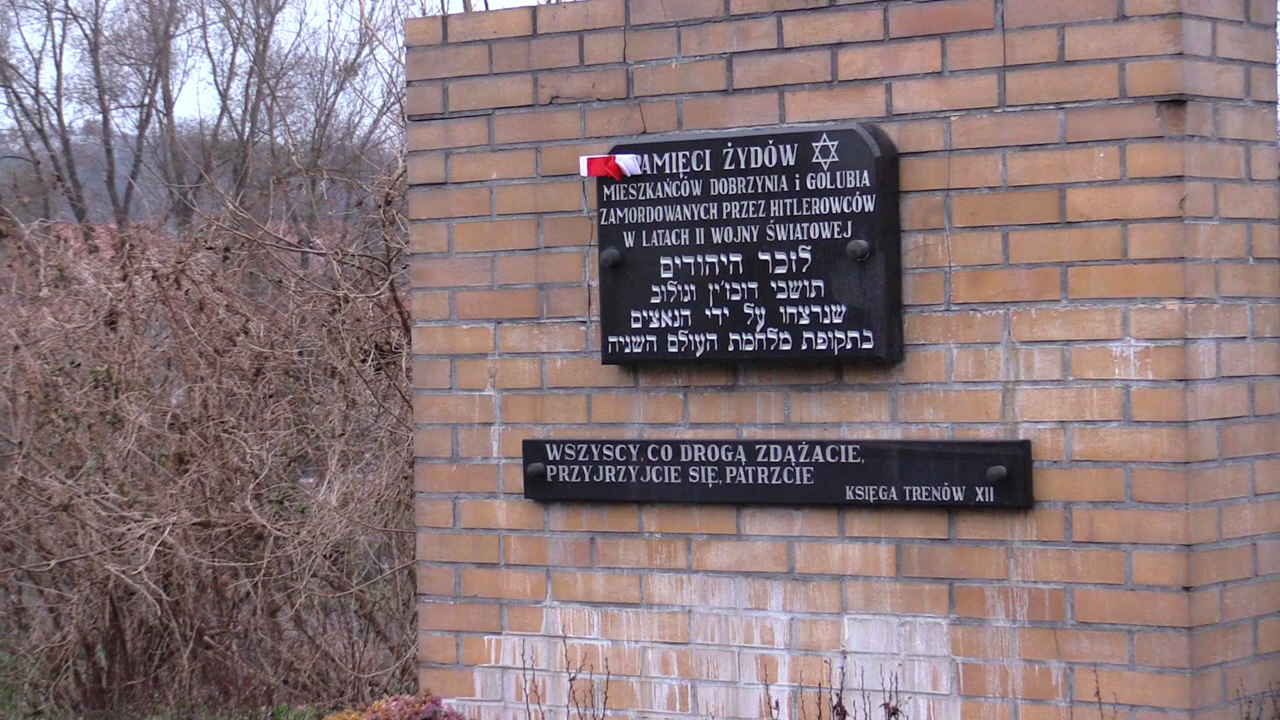 PAMIĘCI ŻYDÓW
MIESZKAŃCÓW DOBRZYNIA i GOLUBIA
ZAMORDOWANYCH PRZEZ HITLEROWCÓW
W LATACH II WOJNY ŚWIATOWEJ
לזכר היהודים
תושבי דובז'ין וגולוב
שנרצחו על ידי הנאצים
בתקופת מלחמת העולם השניה
WSZYSCY, CO DROGĄ ZDĄŻACIE,
PRZYJRZYJCIE SIĘ, PATRZCIE
KSIĘGA TRENÓW XII